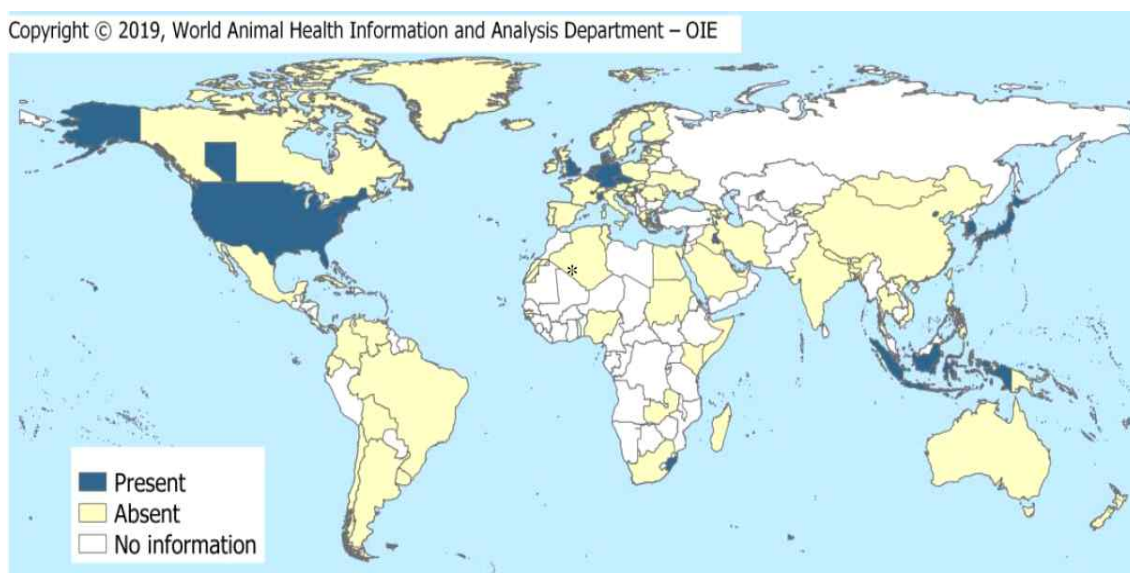 Copyright © 2019, World Animal Health Information and Analysis Department – OIE
*
Present
Absent
No information